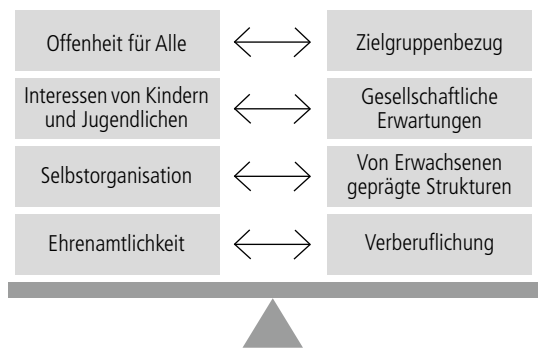 Offenheit für Alle
Zielgruppenbezug
Interessen von Kindern
und Jugendlichen
Gesellschaftliche
Erwartungen
Selbstorganisation
Von Erwachsenen
geprägte Strukturen
Ehrenamtlichkeit
Verberuflichung